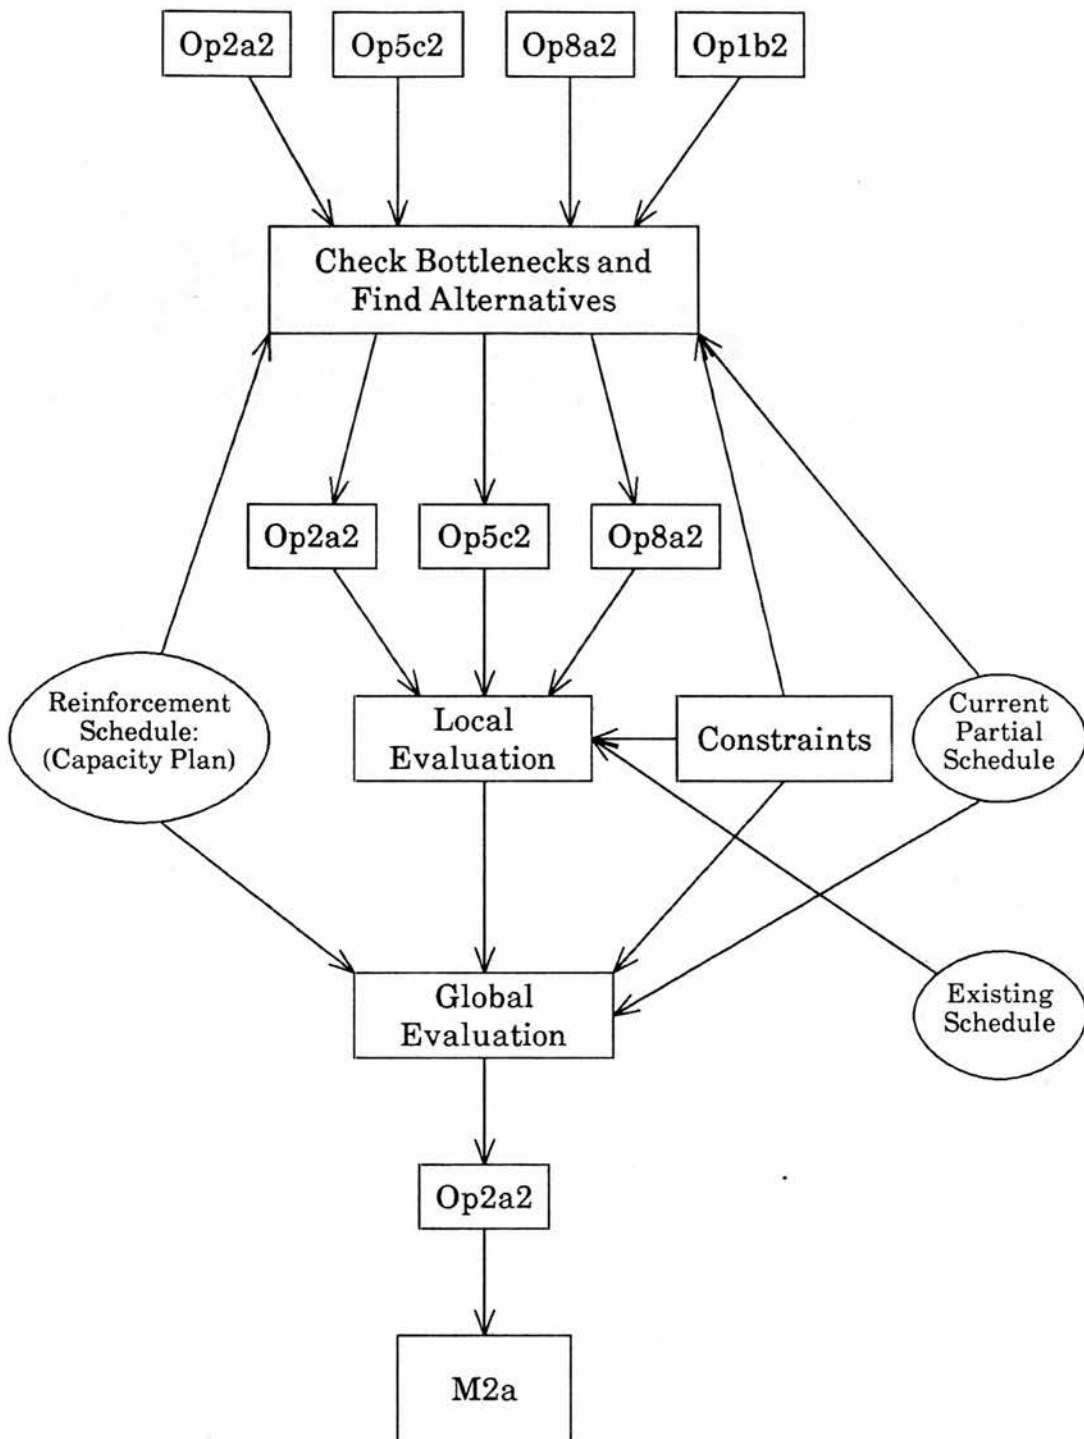 Op2a2
Op5c2
Op8a2
Op1b2
Check Bottlenecks and
Find Alternatives
Op2a2
Op5c2
Op8a2
Reinforcement
Schedule:
(Capacity Plan)
Local
Evaluation
Constraints
Current
Partial
Schedule
Global
Evaluation
Existing
Schedule
Op2a2
M2a